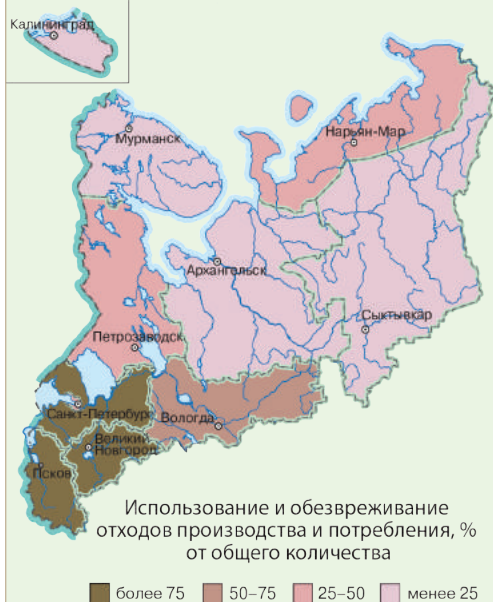 Калининград
Мурманск
Нарьян-Мар
Архангельск
Сыктывкар
Петрозаводск
Санкт-Петербург
Вологда
Великий
Новгород
Псков
Использование и обезвреживание
отходов производства и потребления, %
от общего количества
более 75 50–75 25–50 менее 25